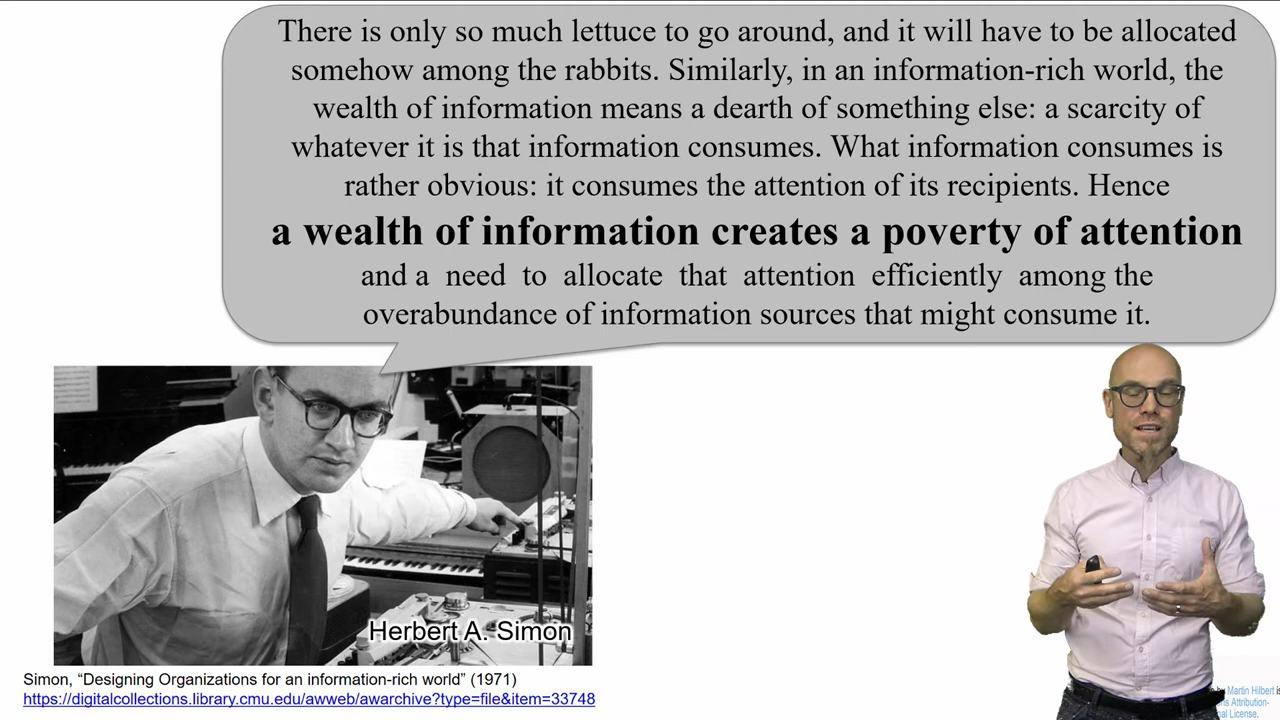 There is only so much lettuce to go around, and it will have to be allocated
somehow among the rabbits. Similarly, in an information-rich world, the
wealth of information means a dearth of something else: a scarcity of
whatever it is that information consumes. What information consumes is
rather obvious: it consumes the attention of its recipients. Hence
a wealth of information creates a poverty of attention
and a need to allocate that attention efficiently among the
overabundance of information sources that might consume it.
Herbert A. Simon
Simon, “Designing Organizations for an information-rich world” (1971)
https://digitalcollections.library.cmu.edu/awweb/awarchive?type=file&item=33748
by Martin Hilbert is
Attribution-
License.